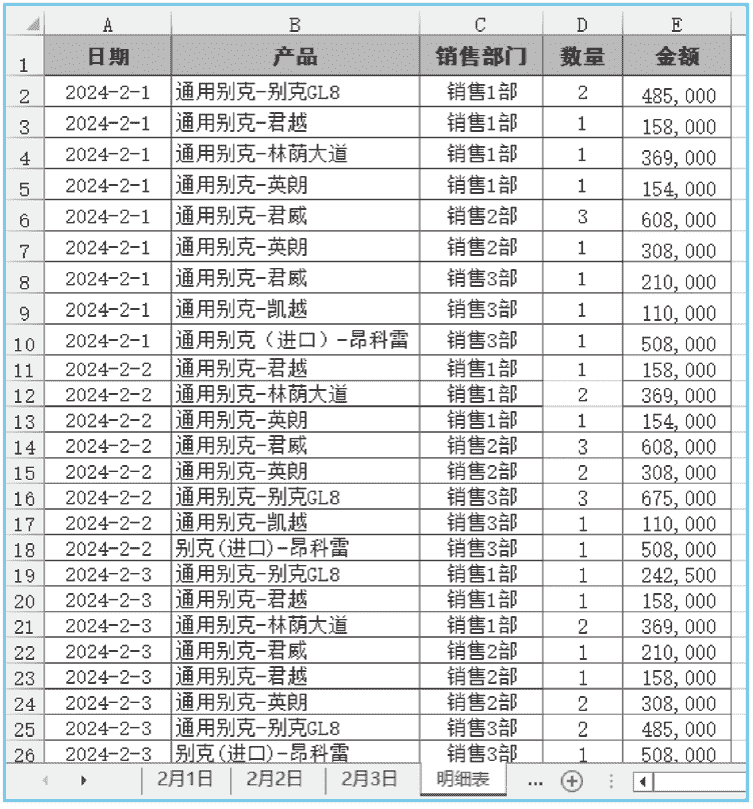 A B C D E
1 日期 产品 销售部门 数量 金额
2 2024-2-1 通用别克-别克GL8 销售1部 2 485,000
3 2024-2-1 通用别克-君越 销售1部 1 158,000
4 2024-2-1 通用别克-林荫大道 销售1部 1 369,000
5 2024-2-1 通用别克-英朗 销售1部 1 154,000
6 2024-2-1 通用别克-君威 销售2部 3 608,000
7 2024-2-1 通用别克-英朗 销售2部 1 308,000
8 2024-2-1 通用别克-君威 销售3部 1 210,000
9 2024-2-1 通用别克-凯越 销售3部 1 110,000
10 2024-2-1 通用别克（进口）-昂科雷 销售3部 1 508,000
11 2024-2-2 通用别克-君越 销售1部 1 158,000
12 2024-2-2 通用别克-林荫大道 销售1部 2 369,000
13 2024-2-2 通用别克-英朗 销售1部 1 154,000
14 2024-2-2 通用别克-君威 销售2部 3 608,000
15 2024-2-2 通用别克-英朗 销售2部 2 308,000
16 2024-2-2 通用别克-别克GL8 销售3部 3 675,000
17 2024-2-2 通用别克-凯越 销售3部 1 110,000
18 2024-2-2 别克(进口)-昂科雷 销售3部 1 508,000
19 2024-2-3 通用别克-别克GL8 销售1部 1 242,500
20 2024-2-3 通用别克-君越 销售1部 1 158,000
21 2024-2-3 通用别克-林荫大道 销售1部 2 369,000
22 2024-2-3 通用别克-君威 销售2部 1 210,000
23 2024-2-3 通用别克-君越 销售2部 1 158,000
24 2024-2-3 通用别克-英朗 销售2部 2 308,000
25 2024-2-3 通用别克-别克GL8 销售3部 2 485,000
26 2024-2-3 别克(进口)-昂科雷 销售3部 1 508,000
2月1日 2月2日 2月3日 明细表 ...